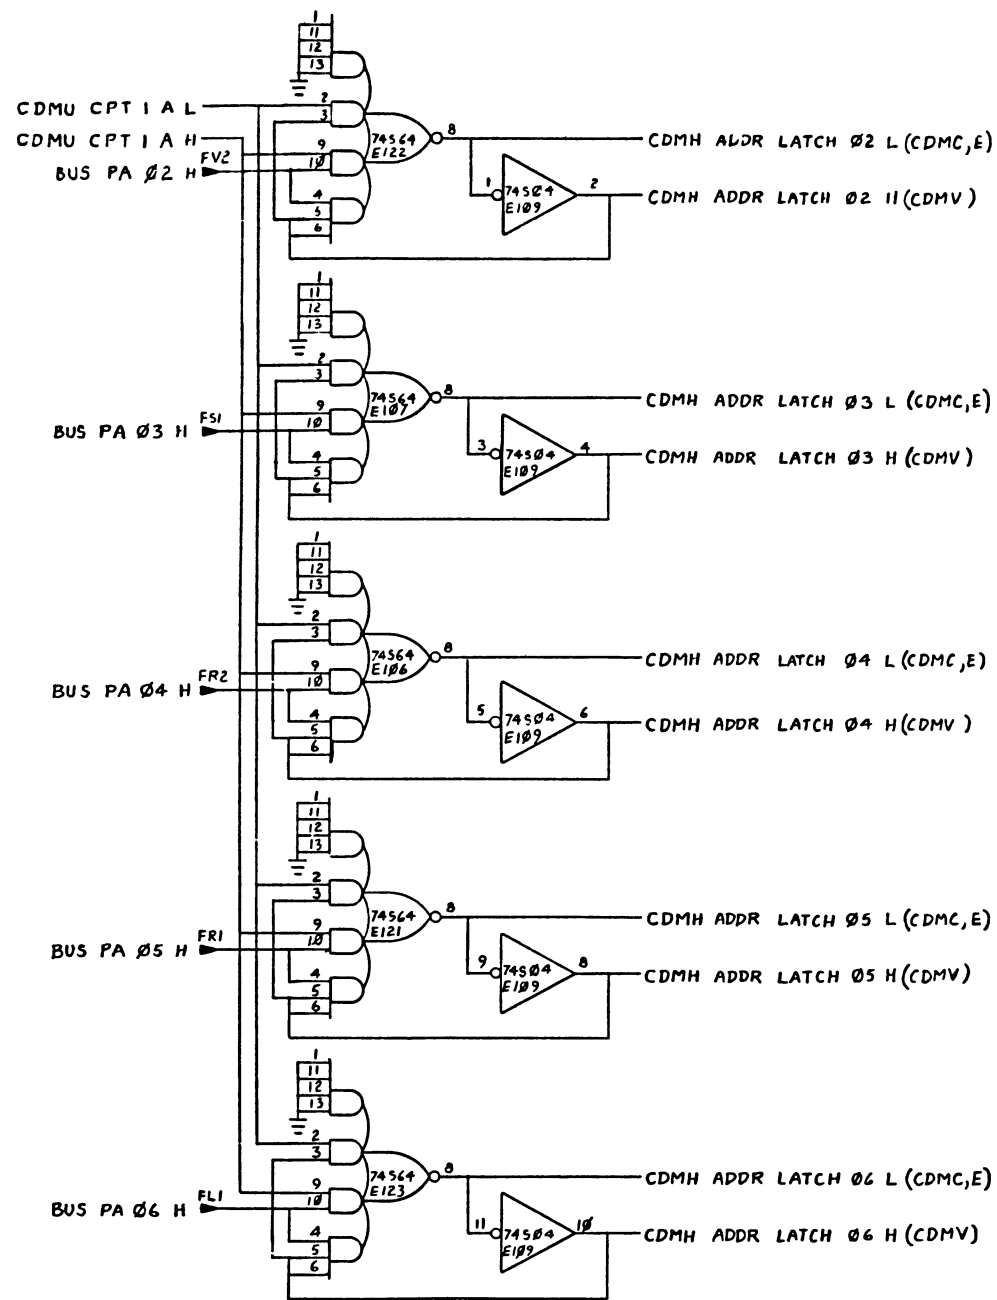 1
11
12
13
CDMU CPT 1 A L
2
3
CDMU CPT 1 A H
9
10
74S64
E122
8
CDMH ADDR LATCH Ø2 L (CDMC,E)
BUS PA Ø2 H
FV2
4
5
6
1
74SØ4
E1Ø9
2
CDMH ADDR LATCH Ø2 H (CDMV)
1
11
12
13
2
3
9
10
74S64
E1Ø7
8
CDMH ADDR LATCH Ø3 L (CDMC,E)
BUS PA Ø3 H
FS1
4
5
6
3
74SØ4
E1Ø9
4
CDMH ADDR LATCH Ø3 H (CDMV)
1
11
12
13
2
3
9
10
74S64
E1Ø6
8
CDMH ADDR LATCH Ø4 L (CDMC,E)
BUS PA Ø4 H
FR2
4
5
6
5
74SØ4
E1Ø9
6
CDMH ADDR LATCH Ø4 H (CDMV)
1
11
12
13
2
3
9
1Ø
74S64
E121
8
CDMH ADDR LATCH Ø5 L (CDMC,E)
BUS PA Ø5 H
FR1
4
5
6
9
74SØ4
E1Ø9
8
CDMH ADDR LATCH Ø5 H (CDMV)
1
11
12
13
2
3
9
1Ø
74S64
E123
8
CDMH ADDR LATCH Ø6 L (CDMC,E)
BUS PA Ø6 H
FL1
4
5
6
11
74SØ4
E1Ø9
1Ø
CDMH ADDR LATCH Ø6 H (CDMV)